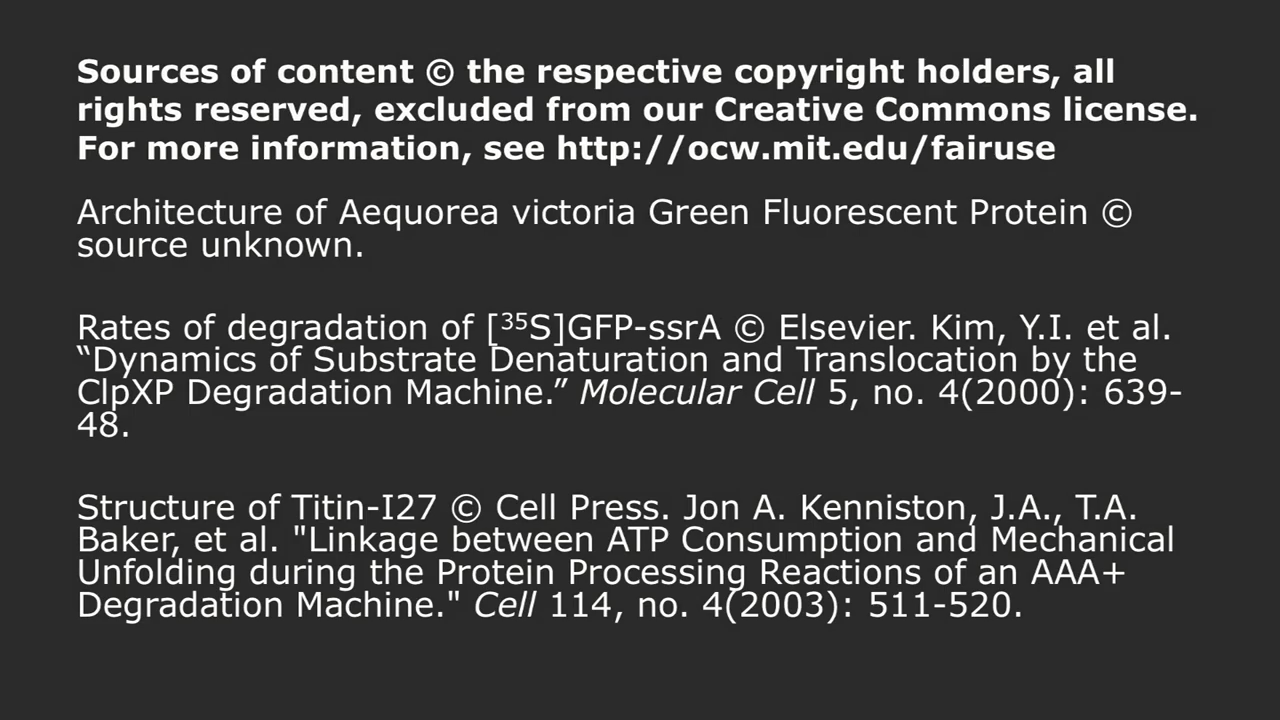 Sources of content © the respective copyright holders, all
rights reserved, excluded from our Creative Commons license.
For more information, see http://ocw.mit.edu/fairuse
Architecture of Aequorea victoria Green Fluorescent Protein ©
source unknown.
Rates of degradation of [³⁵S]GFP-ssrA © Elsevier. Kim, Y.I. et al.
“Dynamics of Substrate Denaturation and Translocation by the
ClpXP Degradation Machine.” Molecular Cell 5, no. 4(2000): 639-
48.
Structure of Titin-I27 © Cell Press. Jon A. Kenniston, J.A., T.A.
Baker, et al. "Linkage between ATP Consumption and Mechanical
Unfolding during the Protein Processing Reactions of an AAA+
Degradation Machine." Cell 114, no. 4(2003): 511-520.